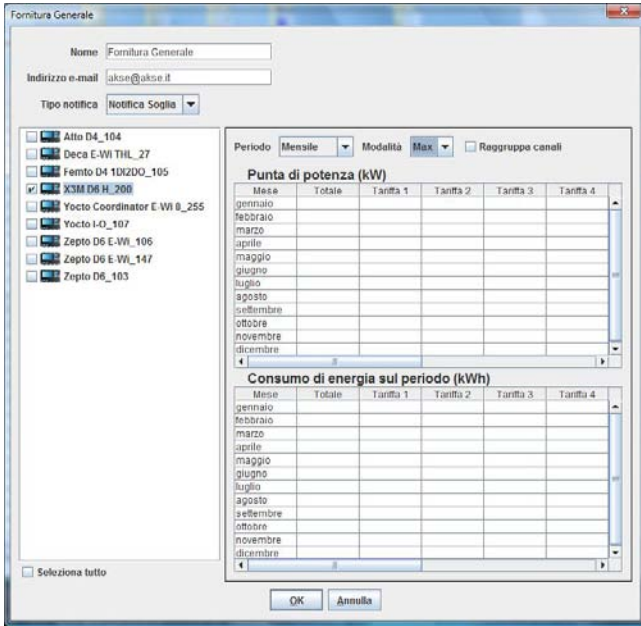 Fornitura Generale
Nome Fornitura Generale
Indirizzo e-mail akse@akse.it
Tipo notifica Notifica Soglia
Atto D4_104
Deca E-Wi THL_27
Femto D4 1DI2DO_105
X3M D6 H_200
Yocto Coordinator E-Wi 0_255
Yocto I-O_107
Zepto D6 E-Wi_106
Zepto D6 E-Wi_147
Zepto D6_103
Seleziona tutto
Periodo Mensile Modalità Max Raggruppa canali
Punta di potenza (kW)
Mese Totale Tariffa 1 Tariffa 2 Tariffa 3 Tariffa 4
gennaio
febbraio
marzo
aprile
maggio
giugno
luglio
agosto
settembre
ottobre
novembre
dicembre
Consumo di energia sul periodo (kWh)
Mese Totale Tariffa 1 Tariffa 2 Tariffa 3 Tariffa 4
gennaio
febbraio
marzo
aprile
maggio
giugno
luglio
agosto
settembre
ottobre
novembre
dicembre
OK Annulla